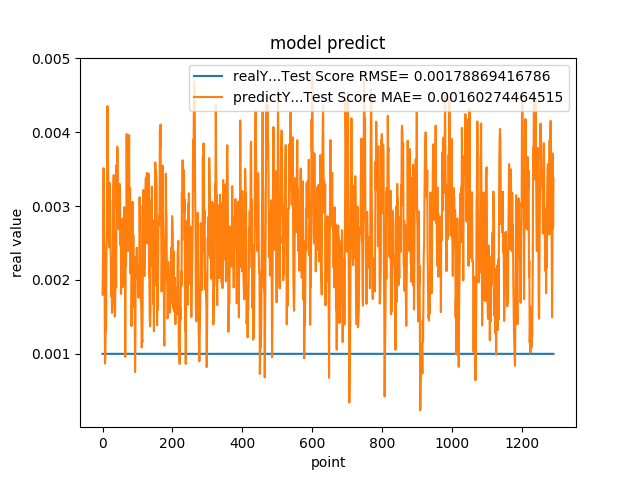 model predict
realY...Test Score RMSE= 0.00178869416786
predictY...Test Score MAE= 0.00160274464515
0.005
0.004
0.003
0.002
0.001
real value
0 200 400 600 800 1000 1200
point